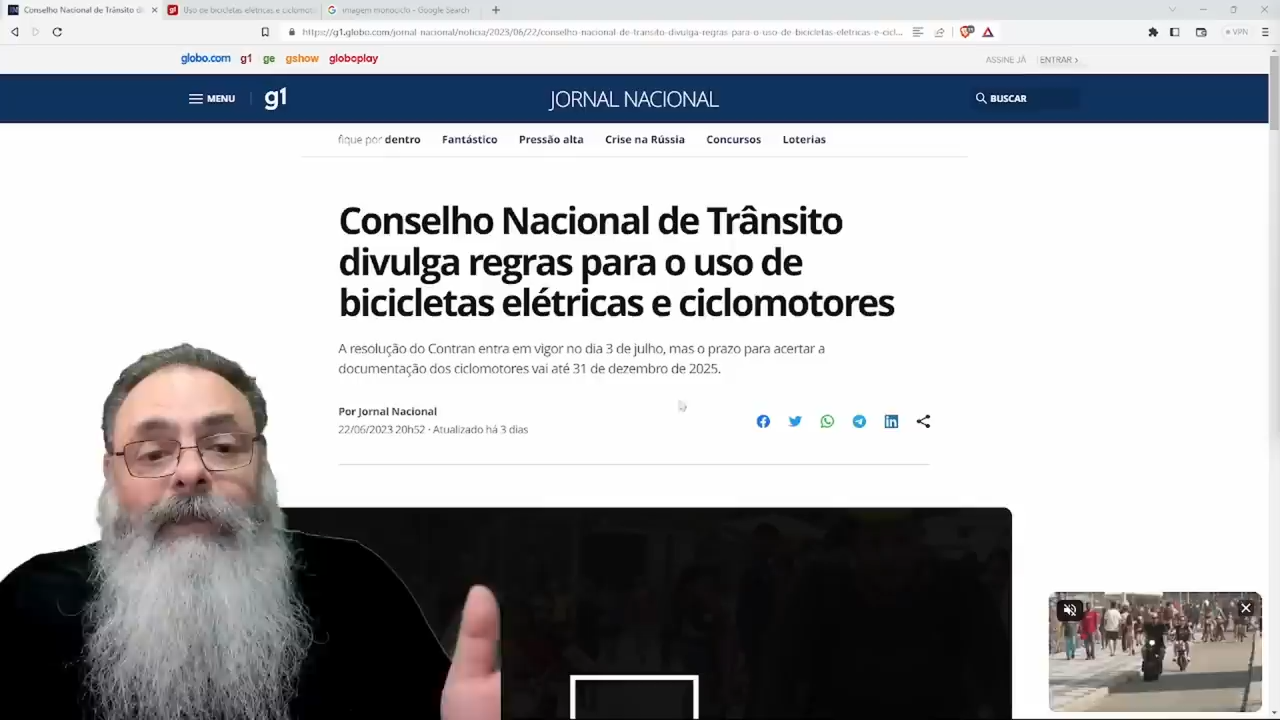 Conselho Nacional de Trânsito di
Uso de bicicletas elétricas e ciclomoto
imagem monociclo - Google Search
https://g1.globo.com/jornal-nacional/noticia/2023/06/22/conselho-nacional-de-transito-divulga-regras-para-o-uso-de-bicicletas-eletricas-e-cicl...
VPN
globo.com g1 ge gshow globoplay
ASSINE JÁ ENTRAR >
MENU g1 JORNAL NACIONAL BUSCAR
fique por dentro Fantástico Pressão alta Crise na Rússia Concursos Loterias
Conselho Nacional de Trânsito
divulga regras para o uso de
bicicletas elétricas e ciclomotores
A resolução do Contran entra em vigor no dia 3 de julho, mas o prazo para acertar a
documentação dos ciclomotores vai até 31 de dezembro de 2025.
Por Jornal Nacional
22/06/2023 20h52 · Atualizado há 3 dias